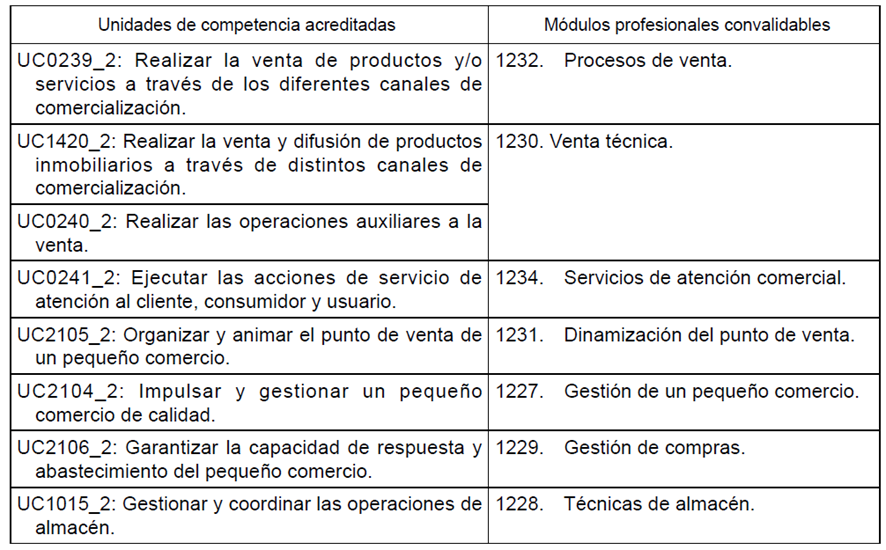 Unidades de competencia acreditadas
Módulos profesionales convalidables
UC0239_2: Realizar la venta de productos y/o
servicios a través de los diferentes canales de
comercialización.
1232. Procesos de venta.
UC1420_2: Realizar la venta y difusión de productos
inmobiliarios a través de distintos canales de
comercialización.
1230. Venta técnica.
UC0240_2: Realizar las operaciones auxiliares a la
venta.
UC0241_2: Ejecutar las acciones de servicio de
atención al cliente, consumidor y usuario.
1234. Servicios de atención comercial.
UC2105_2: Organizar y animar el punto de venta de
un pequeño comercio.
1231. Dinamización del punto de venta.
UC2104_2: Impulsar y gestionar un pequeño
comercio de calidad.
1227. Gestión de un pequeño comercio.
UC2106_2: Garantizar la capacidad de respuesta y
abastecimiento del pequeño comercio.
1229. Gestión de compras.
UC1015_2: Gestionar y coordinar las operaciones de
almacén.
1228. Técnicas de almacén.